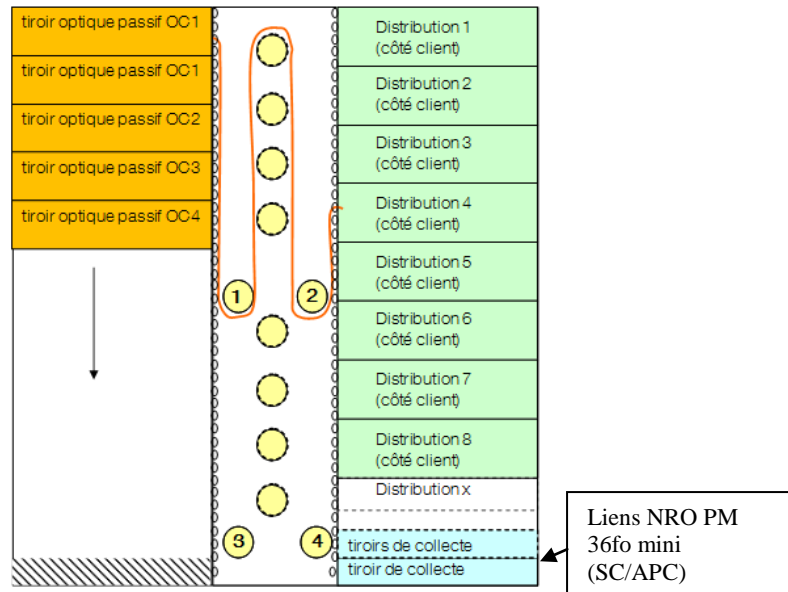 tiroir optique passif OC1
tiroir optique passif OC1
tiroir optique passif OC2
tiroir optique passif OC3
tiroir optique passif OC4
1
2
3
4
Distribution 1
(côté client)
Distribution 2
(côté client)
Distribution 3
(côté client)
Distribution 4
(côté client)
Distribution 5
(côté client)
Distribution 6
(côté client)
Distribution 7
(côté client)
Distribution 8
(côté client)
Distribution x
tiroirs de collecte
tiroir de collecte
Liens NRO PM
36fo mini
(SC/APC)